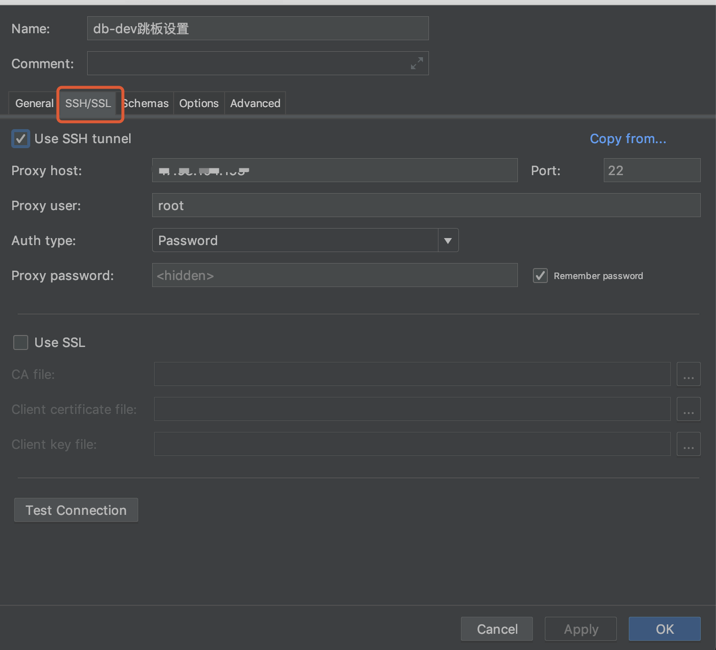 Name: db-dev跳板设置
Comment:
General SSH/SSL Schemas Options Advanced
Use SSH tunnel Copy from...
Proxy host: Port: 22
Proxy user: root
Auth type: Password
Proxy password: <hidden> Remember password
Use SSL
CA file: ...
Client certificate file: ...
Client key file: ...
Test Connection
Cancel Apply OK